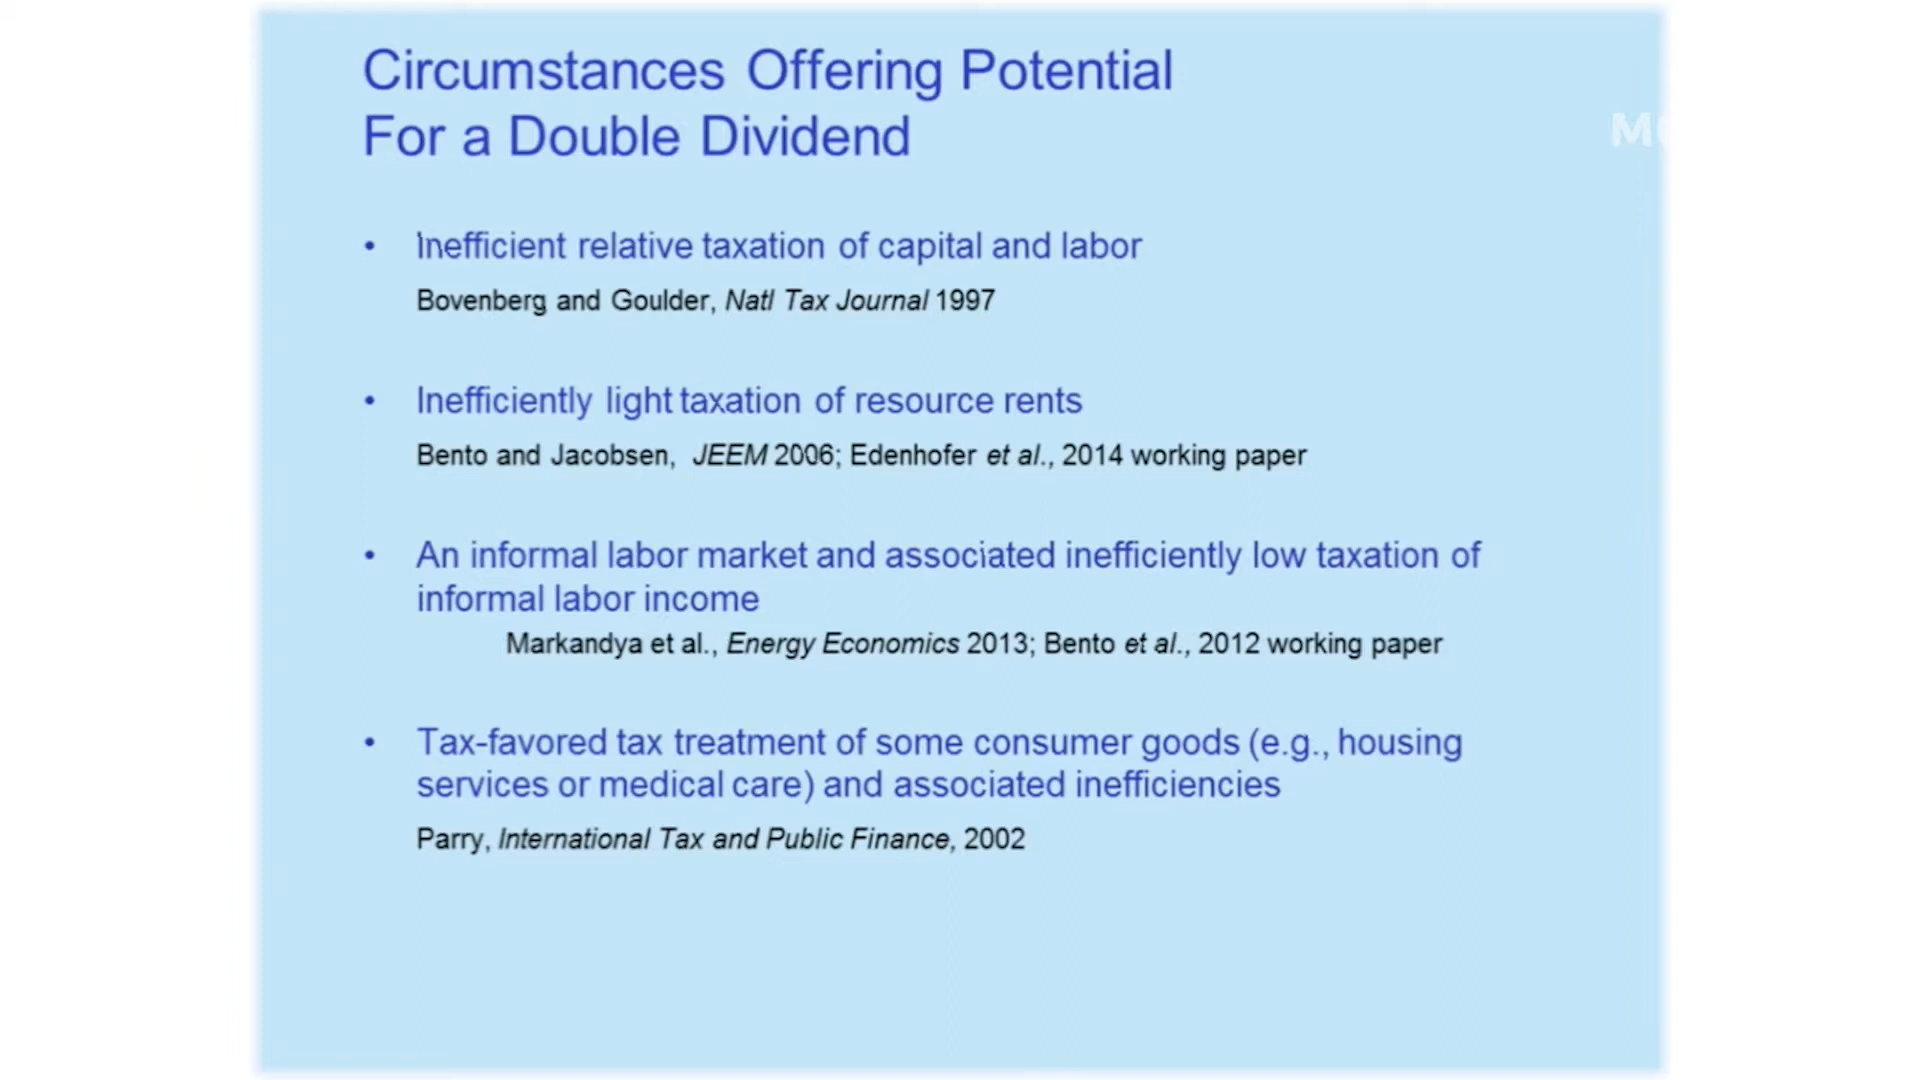 Circumstances Offering Potential
For a Double Dividend
• Inefficient relative taxation of capital and labor
Bovenberg and Goulder, Natl Tax Journal 1997
• Inefficiently light taxation of resource rents
Bento and Jacobsen, JEEM 2006; Edenhofer et al., 2014 working paper
• An informal labor market and associated inefficiently low taxation of
informal labor income
Markandya et al., Energy Economics 2013; Bento et al., 2012 working paper
• Tax-favored tax treatment of some consumer goods (e.g., housing
services or medical care) and associated inefficiencies
Parry, International Tax and Public Finance, 2002